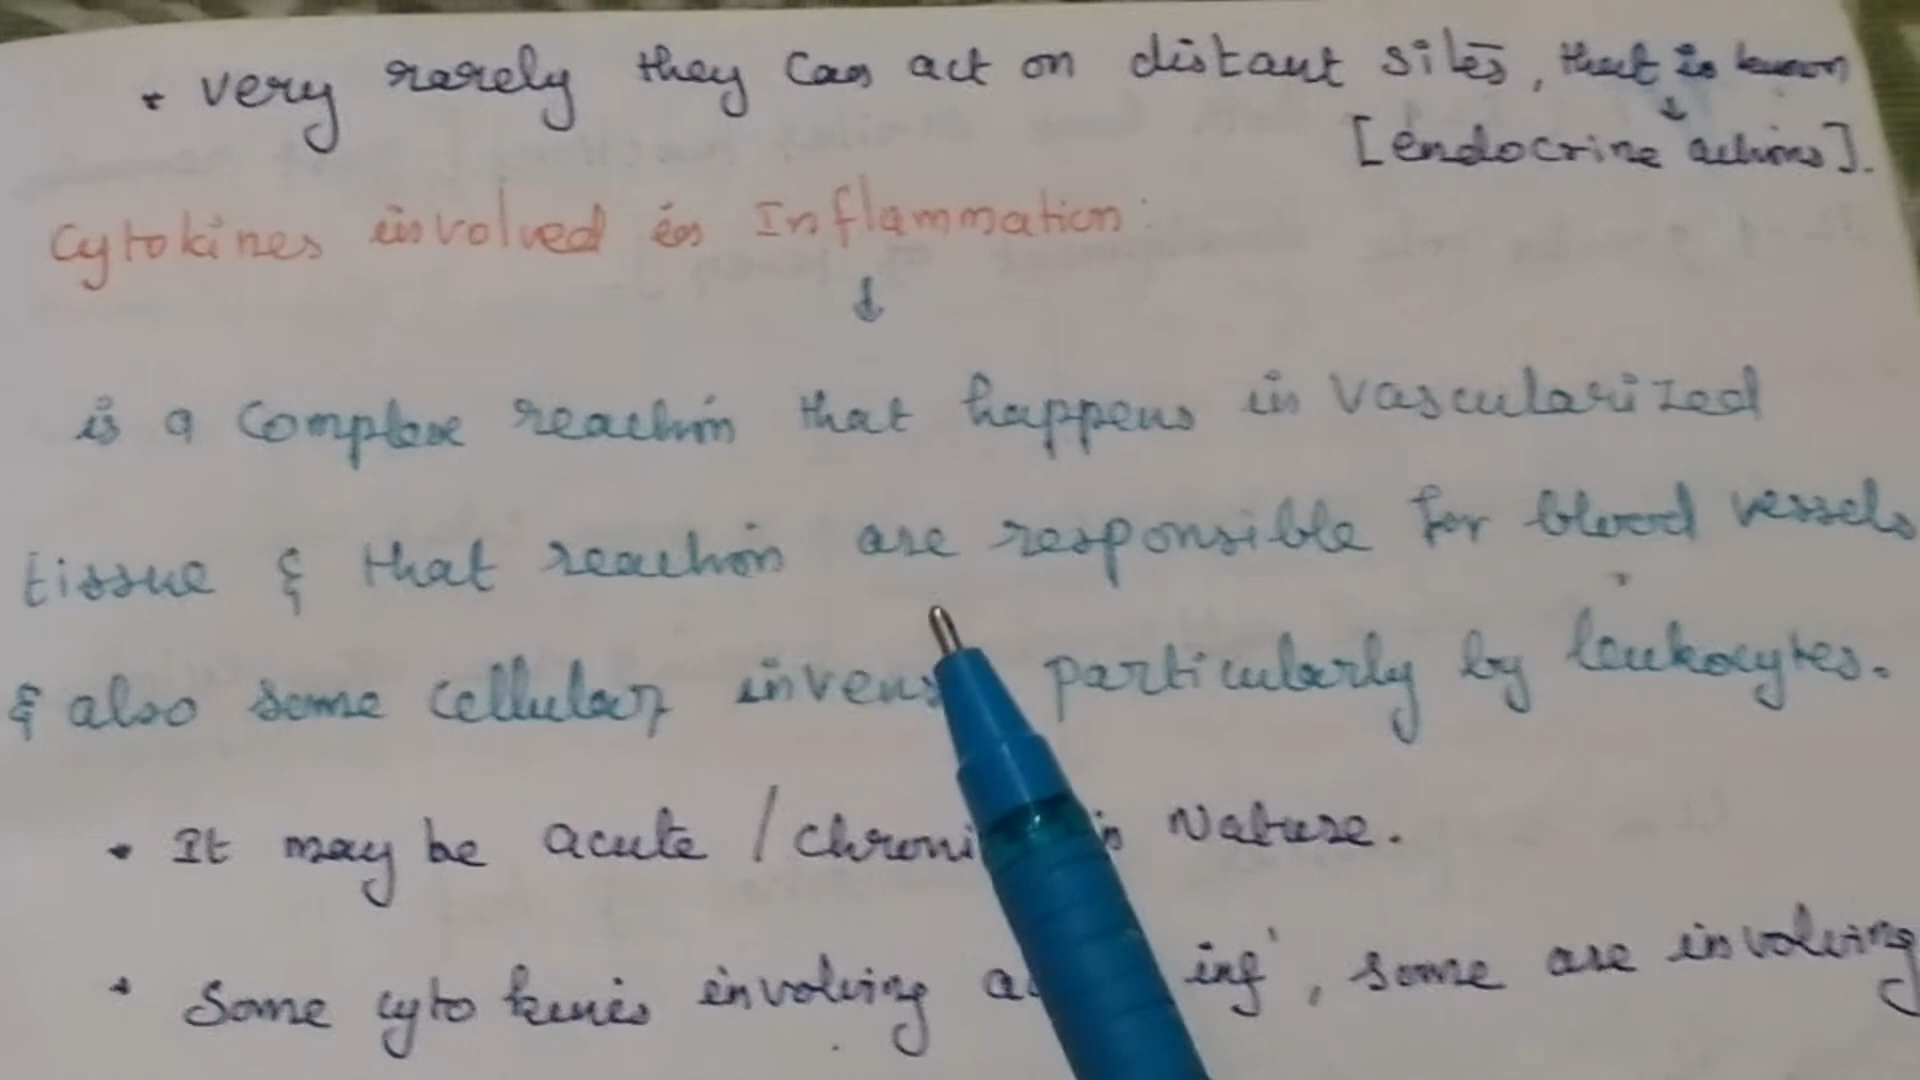 • very rarely they can act on distant sites, that is known
↓
[endocrine actions].
Cytokines involved in Inflammation:
↓
is a complex reaction that happens in vascularized
tissue & that reaction are responsible for blood vessels
& also some cellular particularly by leukocytes.
• It may be acute / Nature.
• Some cytokines involving inf', some are involving